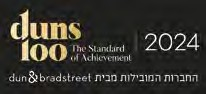 duns
100 The Standard of Achievement | 2024
dun&bradstreet החברות המובילות מבית